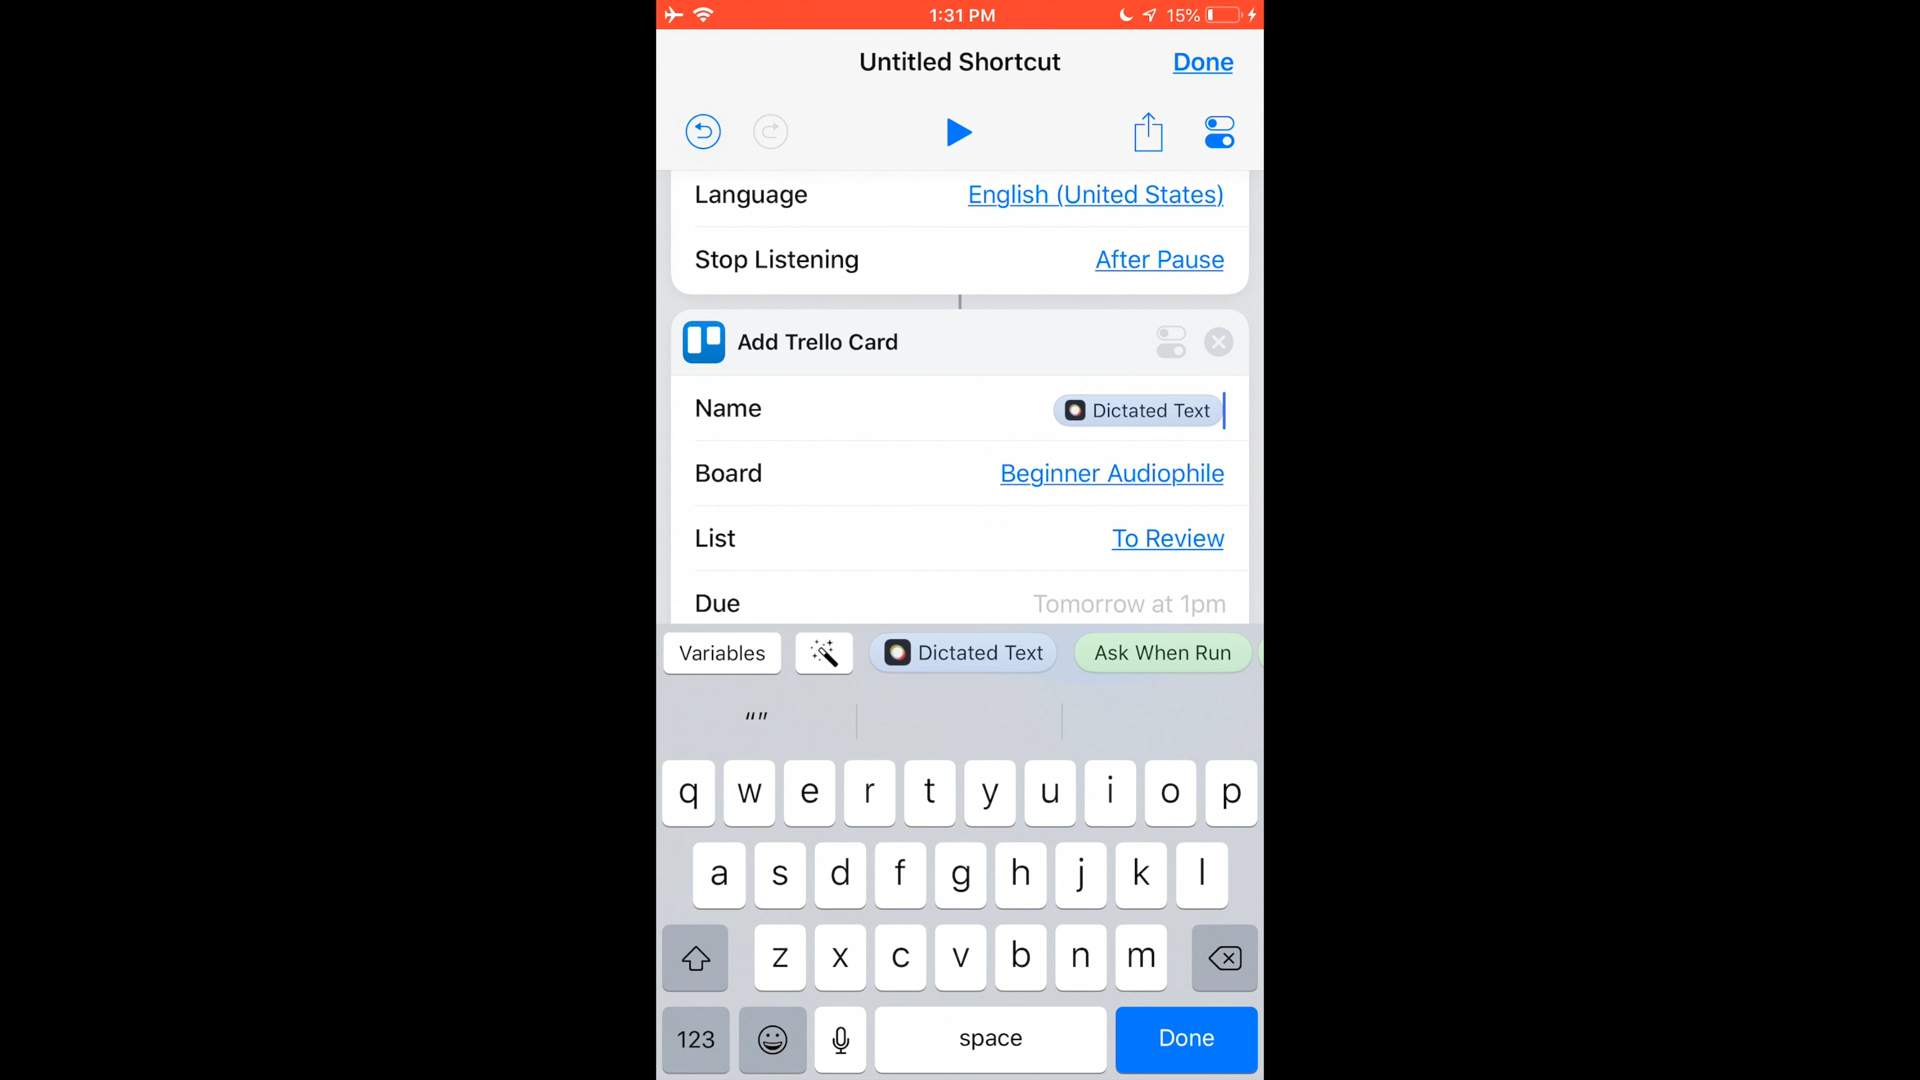 1:31 PM
15%
Untitled Shortcut
Done
Language
English (United States)
Stop Listening
After Pause
Add Trello Card
Name
Dictated Text
Board
Beginner Audiophile
List
To Review
Due
Tomorrow at 1pm
Variables
Dictated Text
Ask When Run
“”
q w e r t y u i o p
a s d f g h j k l
z x c v b n m
123
space
Done